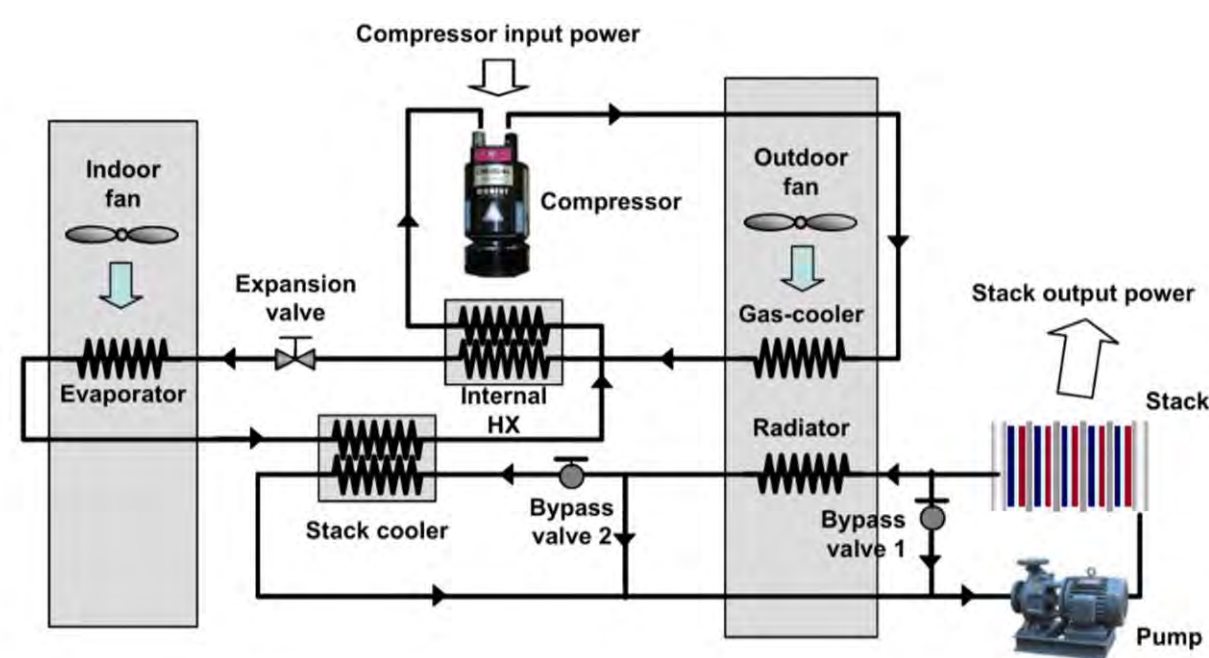 Compressor input power
Indoor
fan
Outdoor
fan
Compressor
Expansion
valve
Stack output power
Gas-cooler
Evaporator
Internal
HX
Stack
Radiator
Bypass
valve 2
Bypass
valve 1
Stack cooler
Pump